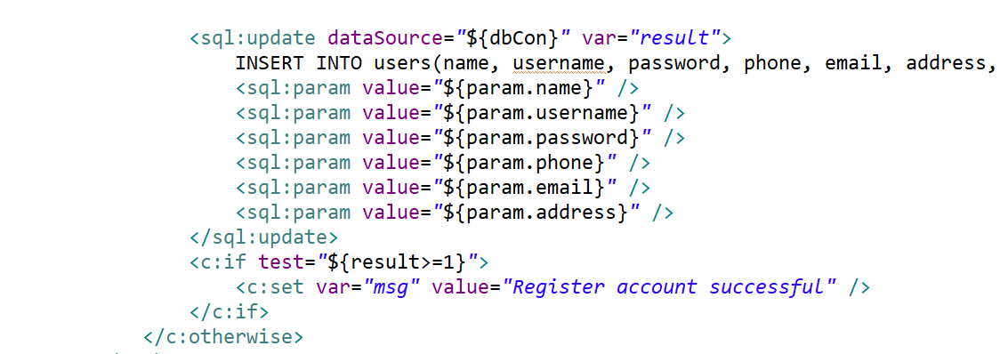 <sql:update dataSource="${dbCon}" var="result">
INSERT INTO users(name, username, password, phone, email, address,
<sql:param value="${param.name}" />
<sql:param value="${param.username}" />
<sql:param value="${param.password}" />
<sql:param value="${param.phone}" />
<sql:param value="${param.email}" />
<sql:param value="${param.address}" />
</sql:update>
<c:if test="${result>=1}">
<c:set var="msg" value="Register account successful" />
</c:if>
</c:otherwise>